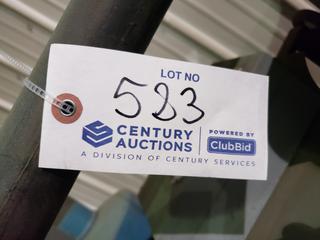 LOT NO
583
CENTURY AUCTIONS
POWERED BY
ClubBid
A DIVISION OF CENTURY SERVICES